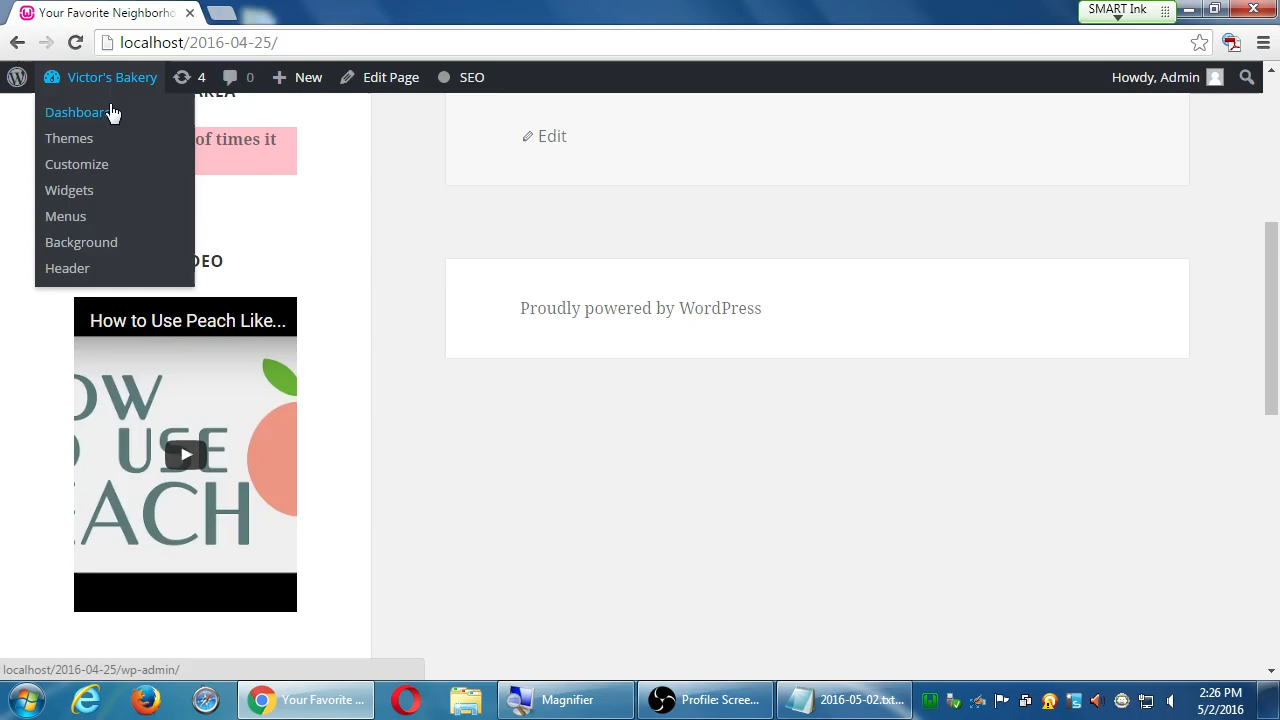 Your Favorite Neighborho
SMART Ink
localhost/2016-04-25/
Victor's Bakery 4 0 New Edit Page SEO Howdy, Admin
Dashboar
Themes
Customize
Widgets
Menus
Background
Header
of times it
Edit
Proudly powered by WordPress
How to Use Peach Like...
OW
USE
EACH
localhost/2016-04-25/wp-admin/
Your Favorite ...
Magnifier
Profile: Scree...
2016-05-02.txt...
2:26 PM
5/2/2016